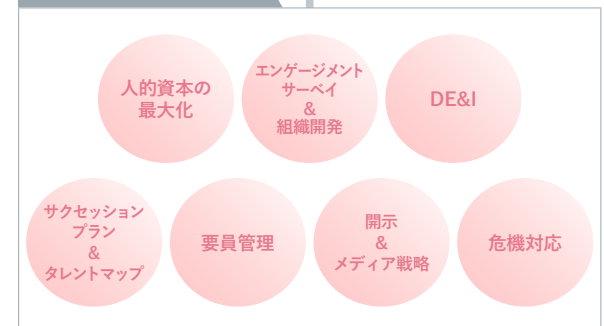 人的資本の
最大化
エンゲージメント
サーベイ
&
組織開発
DE&I
サクセッション
プラン
&
タレントマップ
要員管理
開示
&
メディア戦略
危機対応